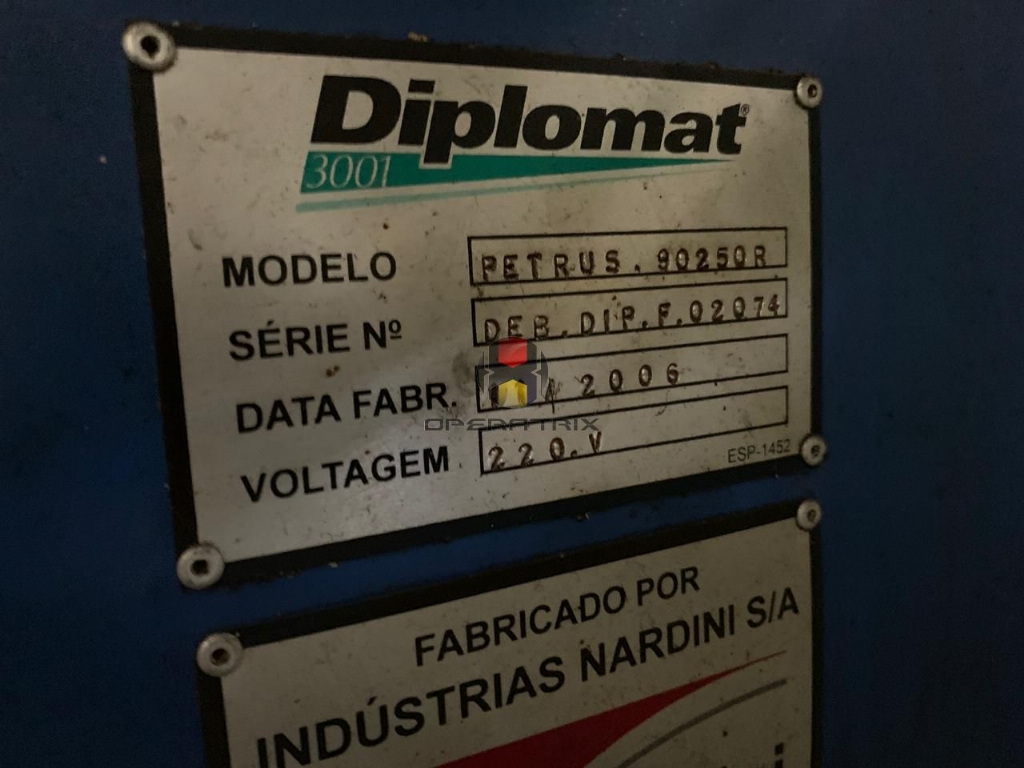 Diplomat®
3001
MODELO PETRUS.90250R
SÉRIE Nº DEB.DIP.F.02074
DATA FABR. 2006
VOLTAGEM 220.V
ESP-1452
OPERATRIX
FABRICADO POR
INDÚSTRIAS NARDINI S/A